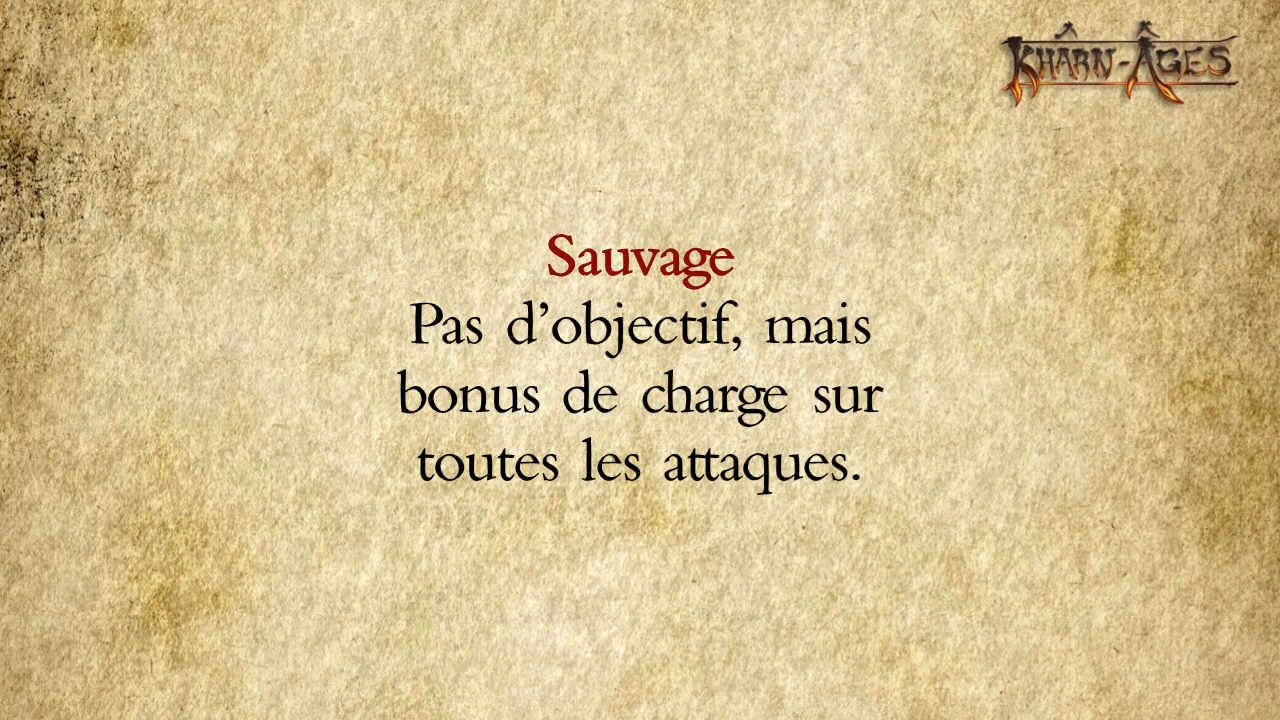 KHÂRN-ÂGES
Sauvage
Pas d’objectif, mais
bonus de charge sur
toutes les attaques.